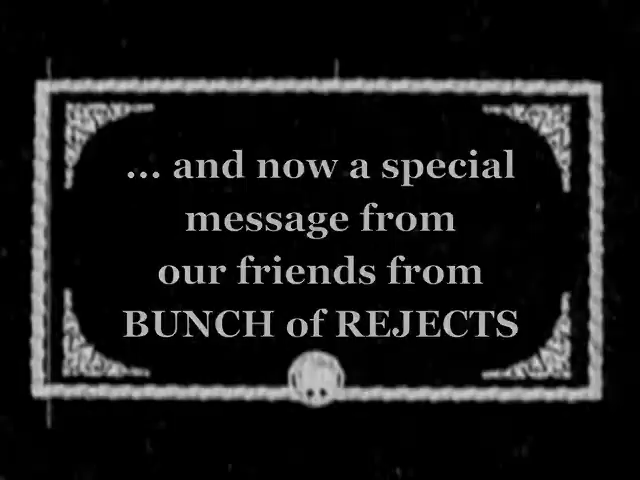 ... and now a special
message from
our friends from
BUNCH of REJECTS